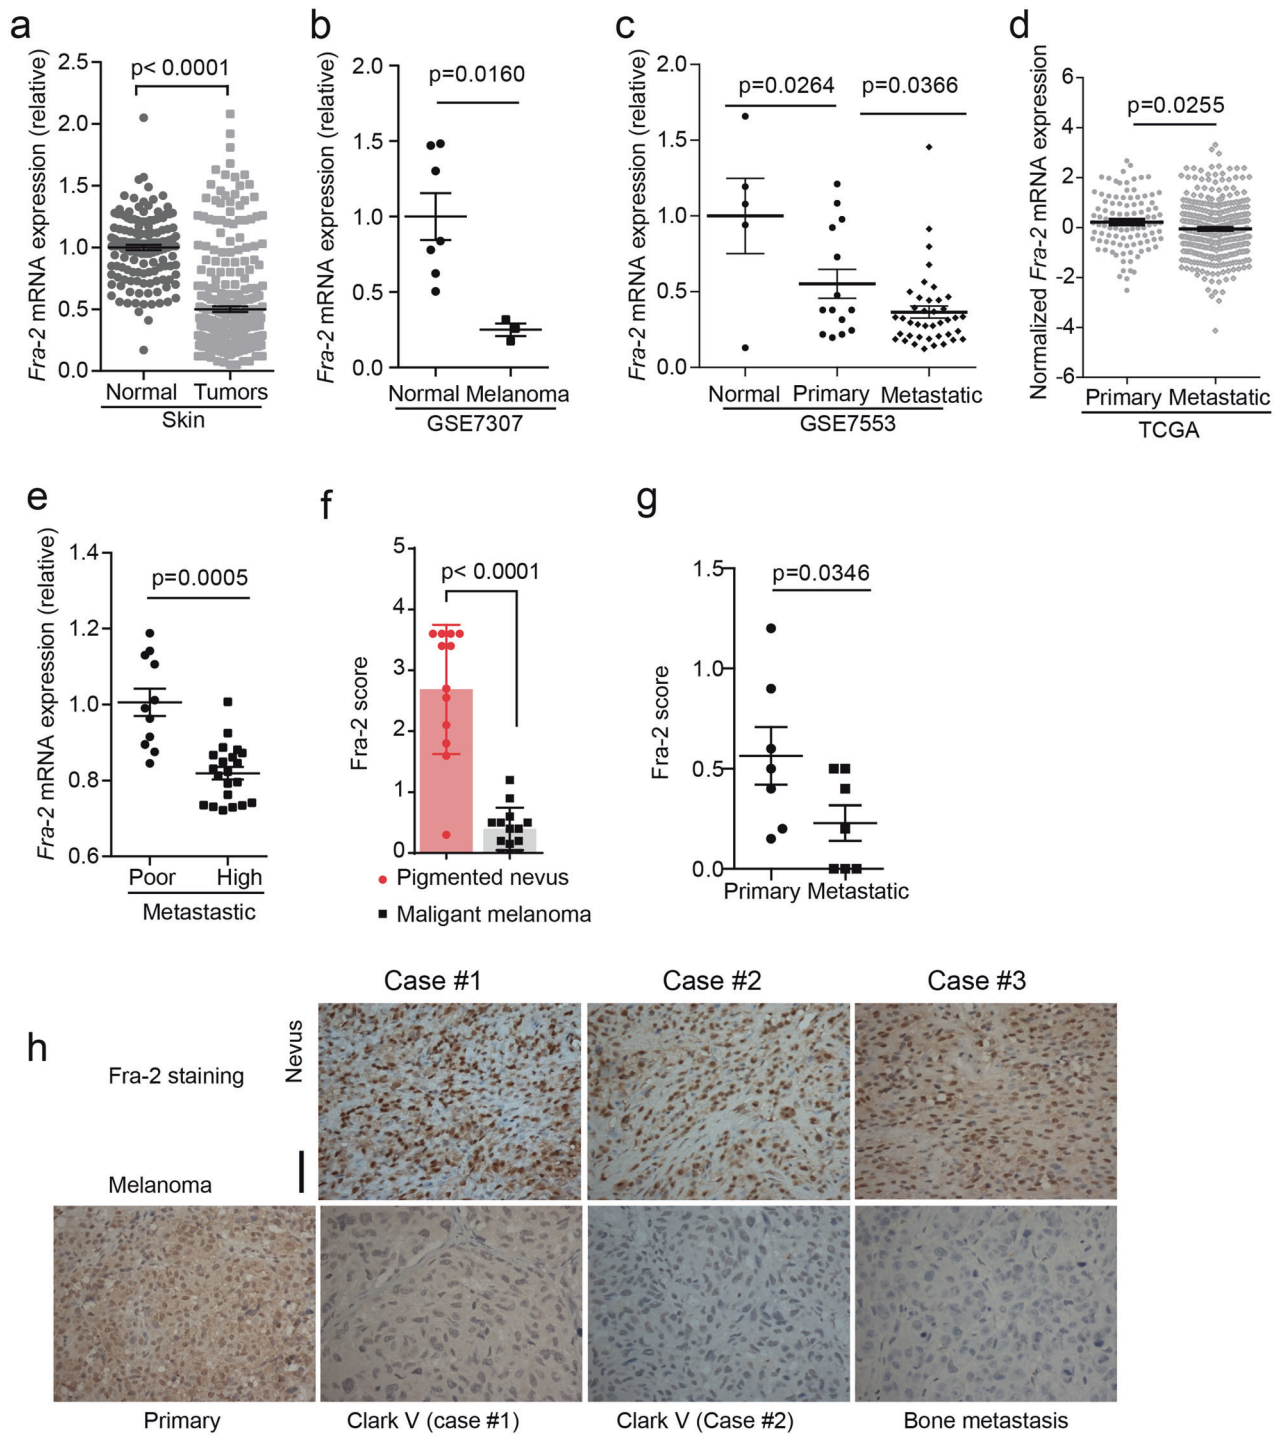 a
Fra-2 mRNA expression (relative)
2.5
2.0
1.5
1.0
0.5
0.0
p< 0.0001
Normal Tumors
Skin
b
Fra-2 mRNA expression (relative)
2.0
1.5
1.0
0.5
0.0
p=0.0160
Normal Melanoma
GSE7307
c
Fra-2 mRNA expression (relative)
2.0
1.5
1.0
0.5
0.0
p=0.0264
p=0.0366
Normal Primary Metastatic
GSE7553
d
Normalized Fra-2 mRNA expression
6
4
2
0
-2
-4
-6
p=0.0255
Primary Metastatic
TCGA
e
Fra-2 mRNA expression (relative)
1.4
1.2
1.0
0.8
0.6
p=0.0005
Poor High
Metastastic
f
Fra-2 score
5
4
3
2
1
0
p< 0.0001
Pigmented nevus
Maligant melanoma
g
Fra-2 score
1.5
1.0
0.5
0.0
p=0.0346
Primary Metastatic
h
Case #1 Case #2 Case #3
Fra-2 staining
Nevus
Melanoma
Primary Clark V (case #1) Clark V (Case #2) Bone metastasis